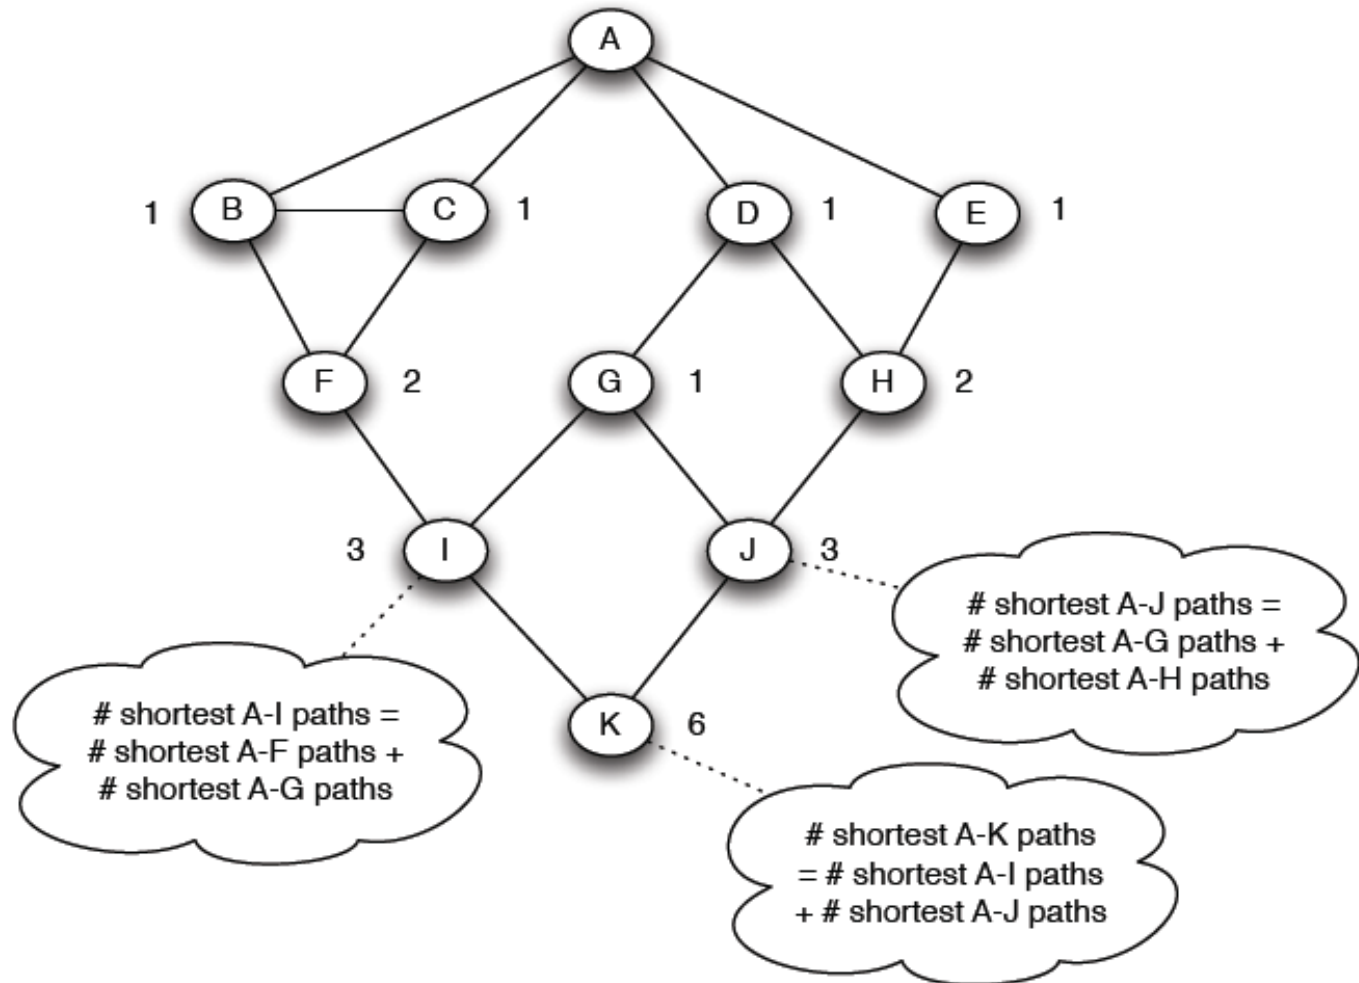 A
1 B C 1 D 1 E 1
F 2 G 1 H 2
3 I J 3
# shortest A-J paths =
# shortest A-G paths +
# shortest A-H paths
# shortest A-I paths =
# shortest A-F paths +
# shortest A-G paths
K 6
# shortest A-K paths
= # shortest A-I paths
+ # shortest A-J paths